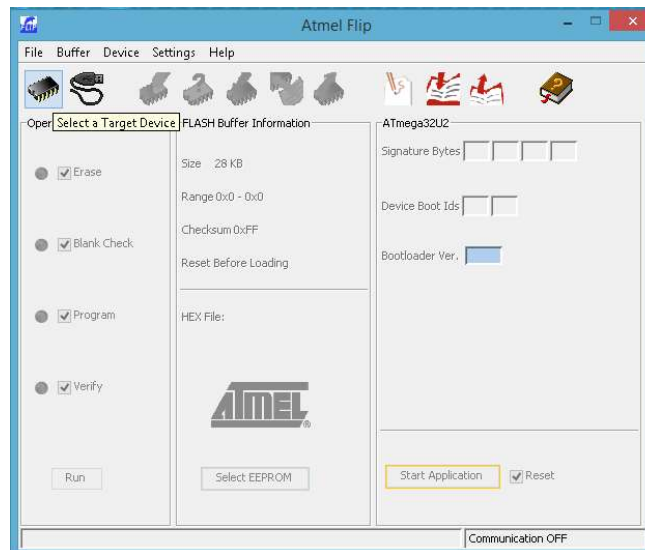 Atmel Flip
File Buffer Device Settings Help
Select a Target Device
Oper
Erase
Blank Check
Program
Verify
Run
FLASH Buffer Information
Size 28 KB
Range 0x0 - 0x0
Checksum 0xFF
Reset Before Loading
HEX File:
ATMEL
Select EEPROM
ATmega32U2
Signature Bytes
Device Boot Ids
Bootloader Ver.
Start Application Reset
Communication OFF